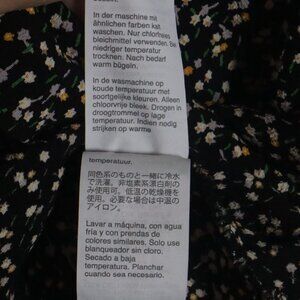 In der maschine mit
ähnlichen farben kalt
waschen. Nur chlorfreies
bleichmittel verwenden. Bei
niedriger temperatur
trocknen. Nach Bedarf warm
bügeln.
In de wasmachine op
koude temperatuur met
soortgelijke kleuren. Alleen
chloorvrije bleek. Drogen in
droogtrommel op lage
temperatuur. Indien nodig
strijken op warme
temperatuur.
同色系のものと一緒に冷水
で洗濯。非塩素系漂白剤の
み使用可。低温の乾燥機を
使用。必要な場合は中温の
アイロン。
Lavar a máquina, con agua
fría y con prendas de
colores similares. Solo use
blanqueador sin cloro.
Secado a baja
temperatura. Planchar
cuando sea necesario.